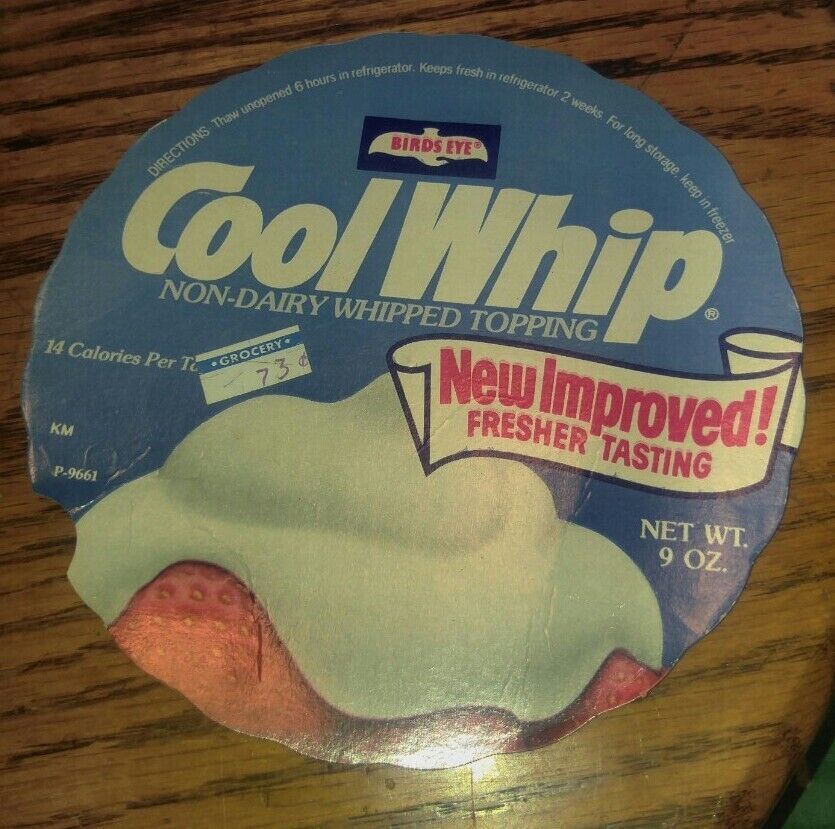 DIRECTIONS Thaw unopened 6 hours in refrigerator. Keeps fresh in refrigerator 2 weeks. For long storage, keep in freezer
BIRDS EYE®
Cool Whip®
NON-DAIRY WHIPPED TOPPING
14 Calories Per
• GROCERY •
73¢
New Improved!
FRESHER TASTING
KM
P-9661
NET WT.
9 OZ.